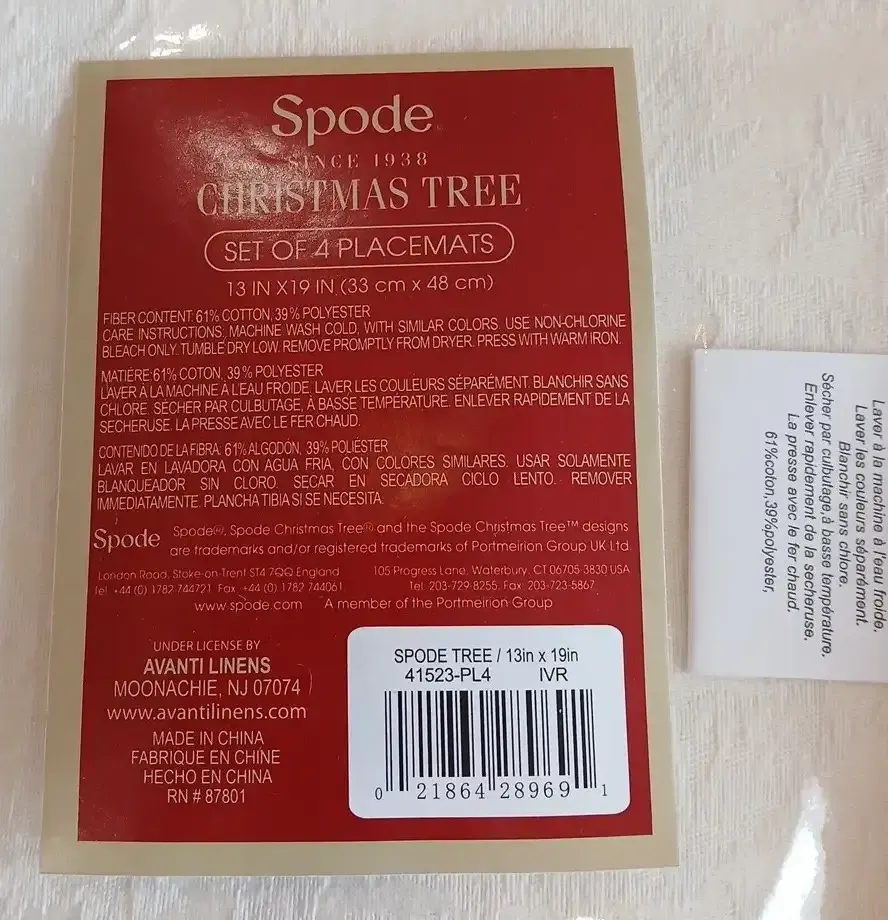 Spode
SINCE 1938
CHRISTMAS TREE
SET OF 4 PLACEMATS
13 IN X19 IN (33 cm x 48 cm)
FIBER CONTENT: 61% COTTON, 39% POLYESTER
CARE INSTRUCTIONS, MACHINE WASH COLD, WITH SIMILAR COLORS. USE NON-CHLORINE
BLEACH ONLY. TUMBLE DRY LOW. REMOVE PROMPTLY FROM DRYER. PRESS WITH WARM IRON.
MATIÈRE:61% COTON, 39% POLYESTER
LAVER À LA MACHINE À L'EAU FROIDE. LAVER LES COULEURS SÉPARÉMENT. BLANCHIR SANS
CHLORE. SÉCHER PAR CULBUTAGE, À BASSE TEMPÉRATURE. ENLEVER RAPIDEMENT DE LA
SECHERUSE. LA PRESSE AVEC LE FER CHAUD.
CONTENIDO DE LA FIBRA: 61% ALGODÓN, 39% POLIÉSTER
LAVAR EN LAVADORA CON AGUA FRIA, CON COLORES SIMILARES. USAR SOLAMENTE
BLANQUEADOR SIN CLORO. SECAR EN SECADORA CICLO LENTO. REMOVER
IMMEDIATAMENTE. PLANCHA TIBIA SI SE NECESITA.
Spode
Spode®, Spode Christmas Tree® and the Spode Christmas Tree™ designs
are trademarks and/or registered trademarks of Portmeirion Group UK Ltd.
London Road, Stoke-on-Trent ST4 7QQ England
Tel +44 (0) 1782 744721 Fax +44 (0) 1782 744061
105 Progress Lane, Waterbury, CT 06705 3830 USA
Tel: 203-729-8255, Fax: 203-723-5867
www.spode.com A member of the Portmeirion Group
UNDER LICENSE BY
AVANTI LINENS
MOONACHIE, NJ 07074
www.avantilinens.com
MADE IN CHINA
FABRIQUE EN CHINE
HECHO EN CHINA
RN # 87801
SPODE TREE / 13in x 19in
41523-PL4 IVR
0 21864 28969 1
Laver à la machine à l'eau froide.
Laver les couleurs séparément.
Blanchir sans chlore.
Sécher par culbutage,à basse température.
Enlever rapidement de la secheruse.
La presse avec le fer chaud.
61%coton,39%polyester,